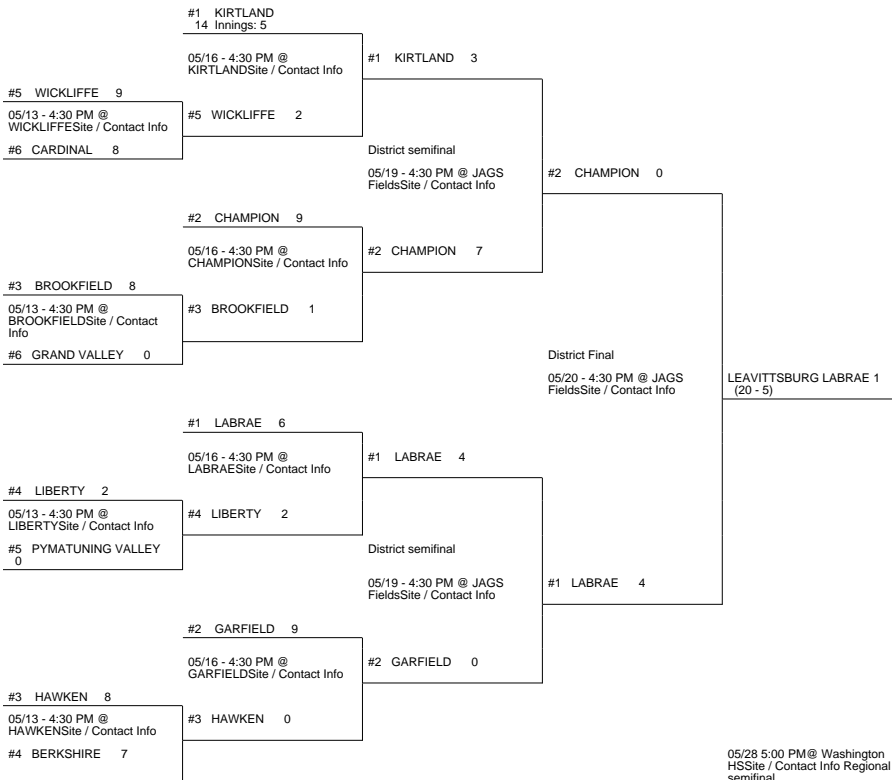 #1 KIRTLAND
14 Innings: 5
05/16 - 4:30 PM @
KIRTLANDSite / Contact Info
#1 KIRTLAND 3
#5 WICKLIFFE 9
05/13 - 4:30 PM @
WICKLIFFESite / Contact Info
#5 WICKLIFFE 2
#6 CARDINAL 8
District semifinal
05/19 - 4:30 PM @ JAGS
FieldsSite / Contact Info
#2 CHAMPION 0
#2 CHAMPION 9
05/16 - 4:30 PM @
CHAMPIONSite / Contact Info
#2 CHAMPION 7
#3 BROOKFIELD 8
05/13 - 4:30 PM @
BROOKFIELDSite / Contact
Info
#3 BROOKFIELD 1
#6 GRAND VALLEY 0
District Final
05/20 - 4:30 PM @ JAGS
FieldsSite / Contact Info
LEAVITTSBURG LABRAE 1
(20 - 5)
#1 LABRAE 6
05/16 - 4:30 PM @
LABRAESite / Contact Info
#1 LABRAE 4
#4 LIBERTY 2
05/13 - 4:30 PM @
LIBERTYSite / Contact Info
#4 LIBERTY 2
#5 PYMATUNING VALLEY
0
District semifinal
05/19 - 4:30 PM @ JAGS
FieldsSite / Contact Info
#1 LABRAE 4
#2 GARFIELD 9
05/16 - 4:30 PM @
GARFIELDSite / Contact Info
#2 GARFIELD 0
#3 HAWKEN 8
05/13 - 4:30 PM @
HAWKENSite / Contact Info
#3 HAWKEN 0
#4 BERKSHIRE 7
05/28 5:00 PM@ Washington
HSSite / Contact Info Regional
semifinal